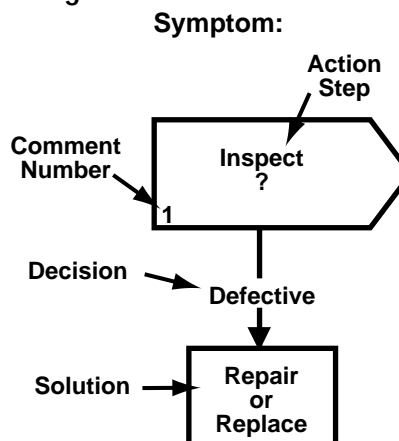 Symptom:
Action
Step
Comment
Number
Inspect
?
1
Decision
Defective
Solution
Repair
or
Replace